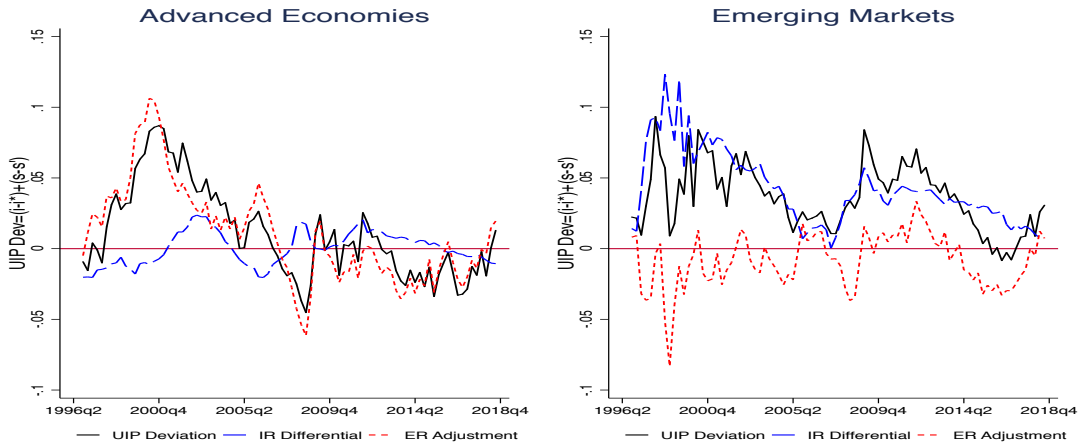 Advanced Economies
UIP Dev=(i-i*)+(s-s')
.15
.1
.05
0
-.05
-.1
1996q2 2000q4 2005q2 2009q4 2014q2 2018q4
UIP Deviation IR Differential ER Adjustment
Emerging Markets
UIP Dev=(i-i*)+(s-s')
.15
.1
.05
0
-.05
-.1
1996q2 2000q4 2005q2 2009q4 2014q2 2018q4
UIP Deviation IR Differential ER Adjustment